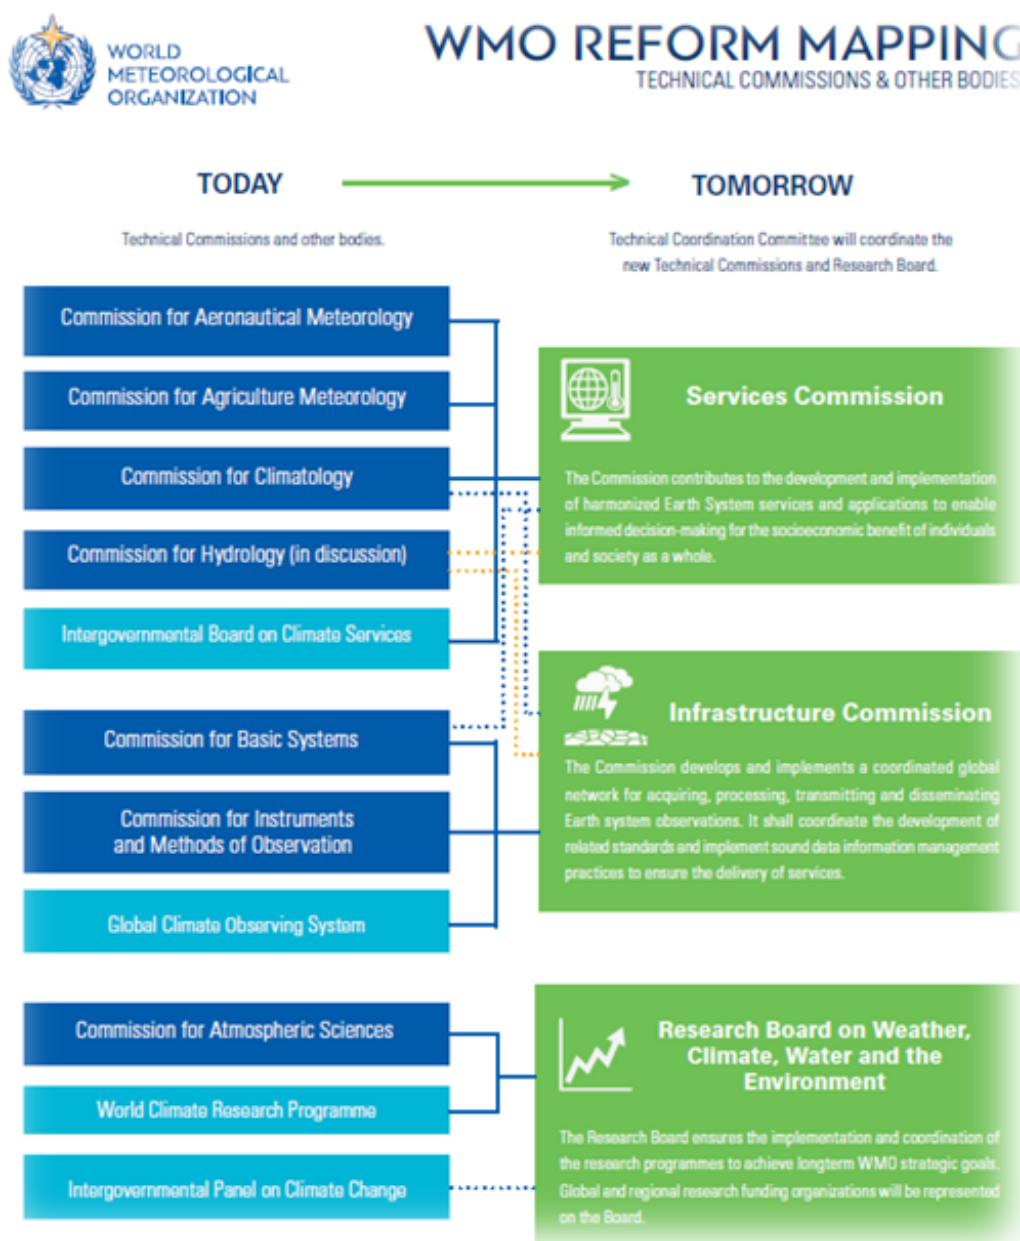 WORLD
METEOROLOGICAL
ORGANIZATION
WMO REFORM MAPPING
TECHNICAL COMMISSIONS & OTHER BODIES
TODAY
TOMORROW
Technical Commissions and other bodies.
Technical Coordination Committee will coordinate the
new Technical Commissions and Research Board.
Commission for Aeronautical Meteorology
Commission for Agriculture Meteorology
Commission for Climatology
Commission for Hydrology (in discussion)
Intergovernmental Board on Climate Services
Services Commission
The Commission contributes to the development and implementation
of harmonized Earth System services and applications to enable
informed decision-making for the socioeconomic benefit of individuals
and society as a whole.
Commission for Basic Systems
Commission for Instruments
and Methods of Observation
Global Climate Observing System
Infrastructure Commission
The Commission develops and implements a coordinated global
network for acquiring, processing, transmitting and disseminating
Earth system observations. It shall coordinate the development of
related standards and implement sound data information management
practices to ensure the delivery of services.
Commission for Atmospheric Sciences
World Climate Research Programme
Intergovernmental Panel on Climate Change
Research Board on Weather,
Climate, Water and the
Environment
The Research Board ensures the implementation and coordination of
the research programmes to achieve longterm WMO strategic goals.
Global and regional research funding organizations will be represented
on the Board.